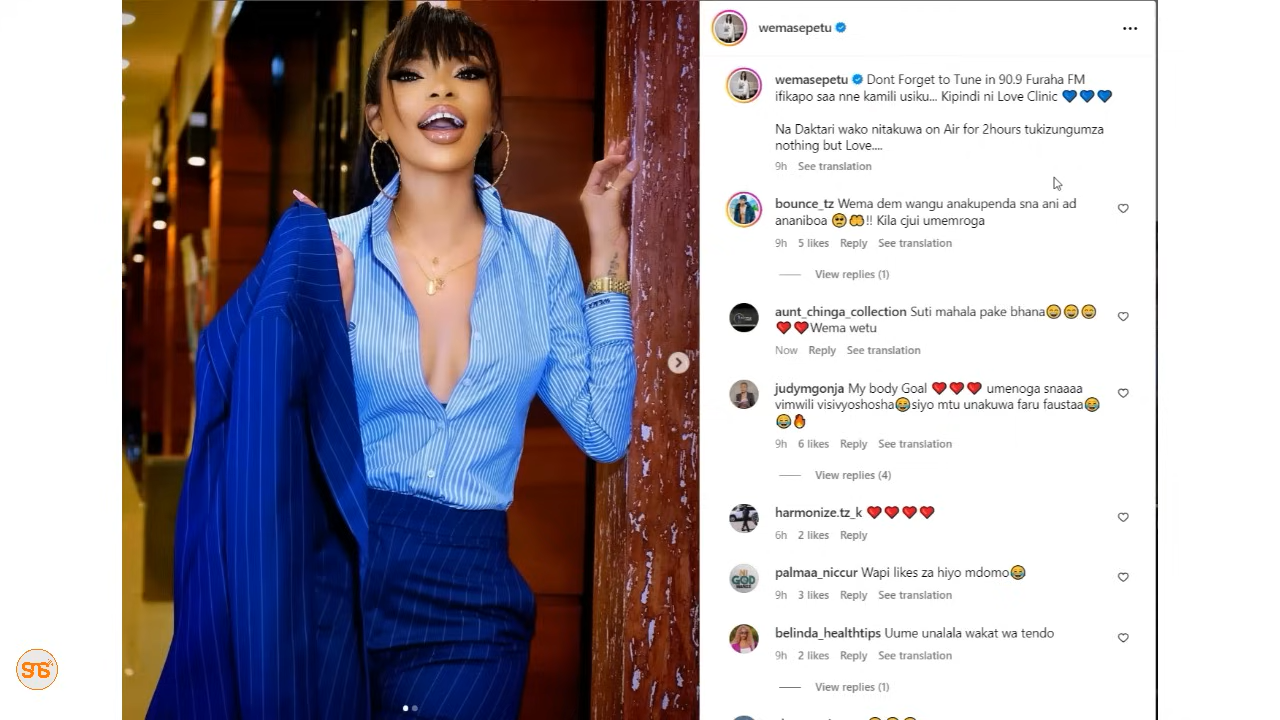 wemasepetu
wemasepetu Dont Forget to Tune in 90.9 Furaha FM
ifikapo saa nne kamili usiku... Kipindi ni Love Clinic 💙💙💙
Na Daktari wako nitakuwa on Air for 2hours tukizungumza
nothing but Love....
9h See translation
bounce_tz Wema dem wangu anakupenda sna ani ad
ananiboa 🥺🤲!! Kila cjui umemroga
9h 5 likes Reply See translation
View replies (1)
aunt_chinga_collection Suti mahala pake bhana😄😄😄
❤️❤️Wema wetu
Now Reply See translation
judymgonja My body Goal ❤️❤️❤️ umenoga snaaaa
vimwili visivyoshosha😂siyo mtu unakuwa faru faustaa😂
😂🔥
9h 6 likes Reply See translation
View replies (4)
harmonize.tz_k ❤️❤️❤️❤️
6h 2 likes Reply
palmaa_niccur Wapi likes za hiyo mdomo😂
9h 3 likes Reply See translation
belinda_healthtips Uume unalala wakat wa tendo
9h 2 likes Reply See translation
View replies (1)
SNS